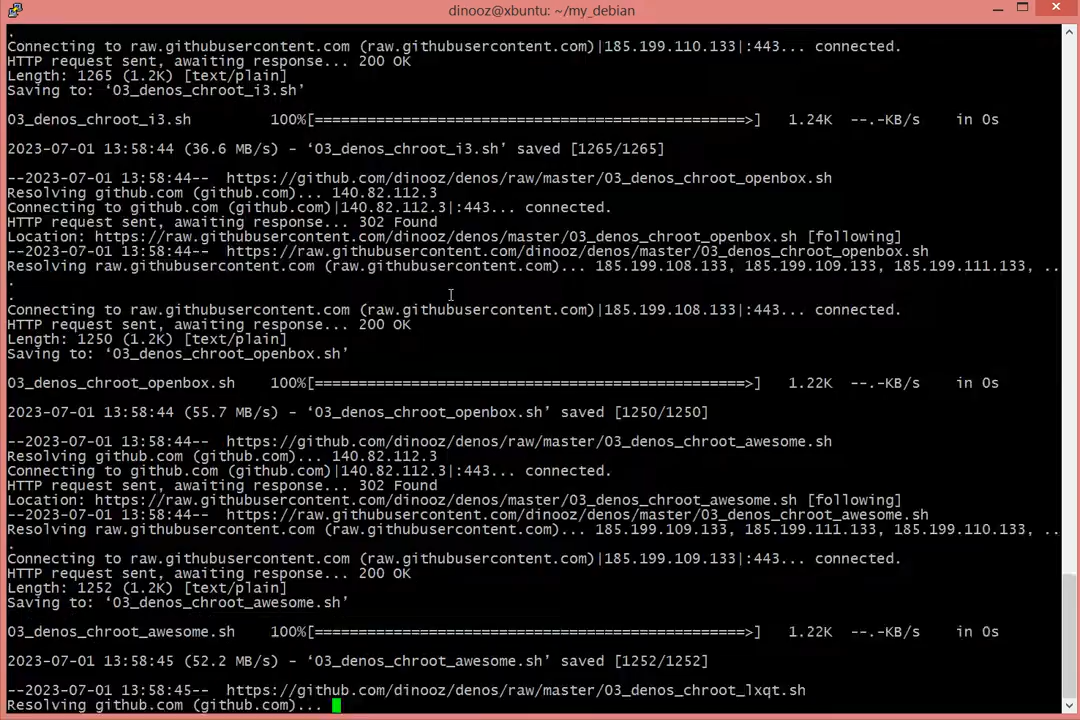 dinooz@xbuntu: ~/my_debian
.
Connecting to raw.githubusercontent.com (raw.githubusercontent.com)|185.199.110.133|:443... connected.
HTTP request sent, awaiting response... 200 OK
Length: 1265 (1.2K) [text/plain]
Saving to: ‘03_denos_chroot_i3.sh’
03_denos_chroot_i3.sh 100%[=================================================>] 1.24K --.-KB/s in 0s
2023-07-01 13:58:44 (36.6 MB/s) - ‘03_denos_chroot_i3.sh’ saved [1265/1265]
--2023-07-01 13:58:44-- https://github.com/dinooz/denos/raw/master/03_denos_chroot_openbox.sh
Resolving github.com (github.com)... 140.82.112.3
Connecting to github.com (github.com)|140.82.112.3|:443... connected.
HTTP request sent, awaiting response... 302 Found
Location: https://raw.githubusercontent.com/dinooz/denos/master/03_denos_chroot_openbox.sh [following]
--2023-07-01 13:58:44-- https://raw.githubusercontent.com/dinooz/denos/master/03_denos_chroot_openbox.sh
Resolving raw.githubusercontent.com (raw.githubusercontent.com)... 185.199.108.133, 185.199.109.133, 185.199.111.133, ..
.
Connecting to raw.githubusercontent.com (raw.githubusercontent.com)|185.199.108.133|:443... connected.
HTTP request sent, awaiting response... 200 OK
Length: 1250 (1.2K) [text/plain]
Saving to: ‘03_denos_chroot_openbox.sh’
03_denos_chroot_openbox.sh 100%[=================================================>] 1.22K --.-KB/s in 0s
2023-07-01 13:58:44 (55.7 MB/s) - ‘03_denos_chroot_openbox.sh’ saved [1250/1250]
--2023-07-01 13:58:44-- https://github.com/dinooz/denos/raw/master/03_denos_chroot_awesome.sh
Resolving github.com (github.com)... 140.82.112.3
Connecting to github.com (github.com)|140.82.112.3|:443... connected.
HTTP request sent, awaiting response... 302 Found
Location: https://raw.githubusercontent.com/dinooz/denos/master/03_denos_chroot_awesome.sh [following]
--2023-07-01 13:58:44-- https://raw.githubusercontent.com/dinooz/denos/master/03_denos_chroot_awesome.sh
Resolving raw.githubusercontent.com (raw.githubusercontent.com)... 185.199.109.133, 185.199.111.133, 185.199.110.133, ..
.
Connecting to raw.githubusercontent.com (raw.githubusercontent.com)|185.199.109.133|:443... connected.
HTTP request sent, awaiting response... 200 OK
Length: 1252 (1.2K) [text/plain]
Saving to: ‘03_denos_chroot_awesome.sh’
03_denos_chroot_awesome.sh 100%[=================================================>] 1.22K --.-KB/s in 0s
2023-07-01 13:58:45 (52.2 MB/s) - ‘03_denos_chroot_awesome.sh’ saved [1252/1252]
--2023-07-01 13:58:45-- https://github.com/dinooz/denos/raw/master/03_denos_chroot_lxqt.sh
Resolving github.com (github.com)...